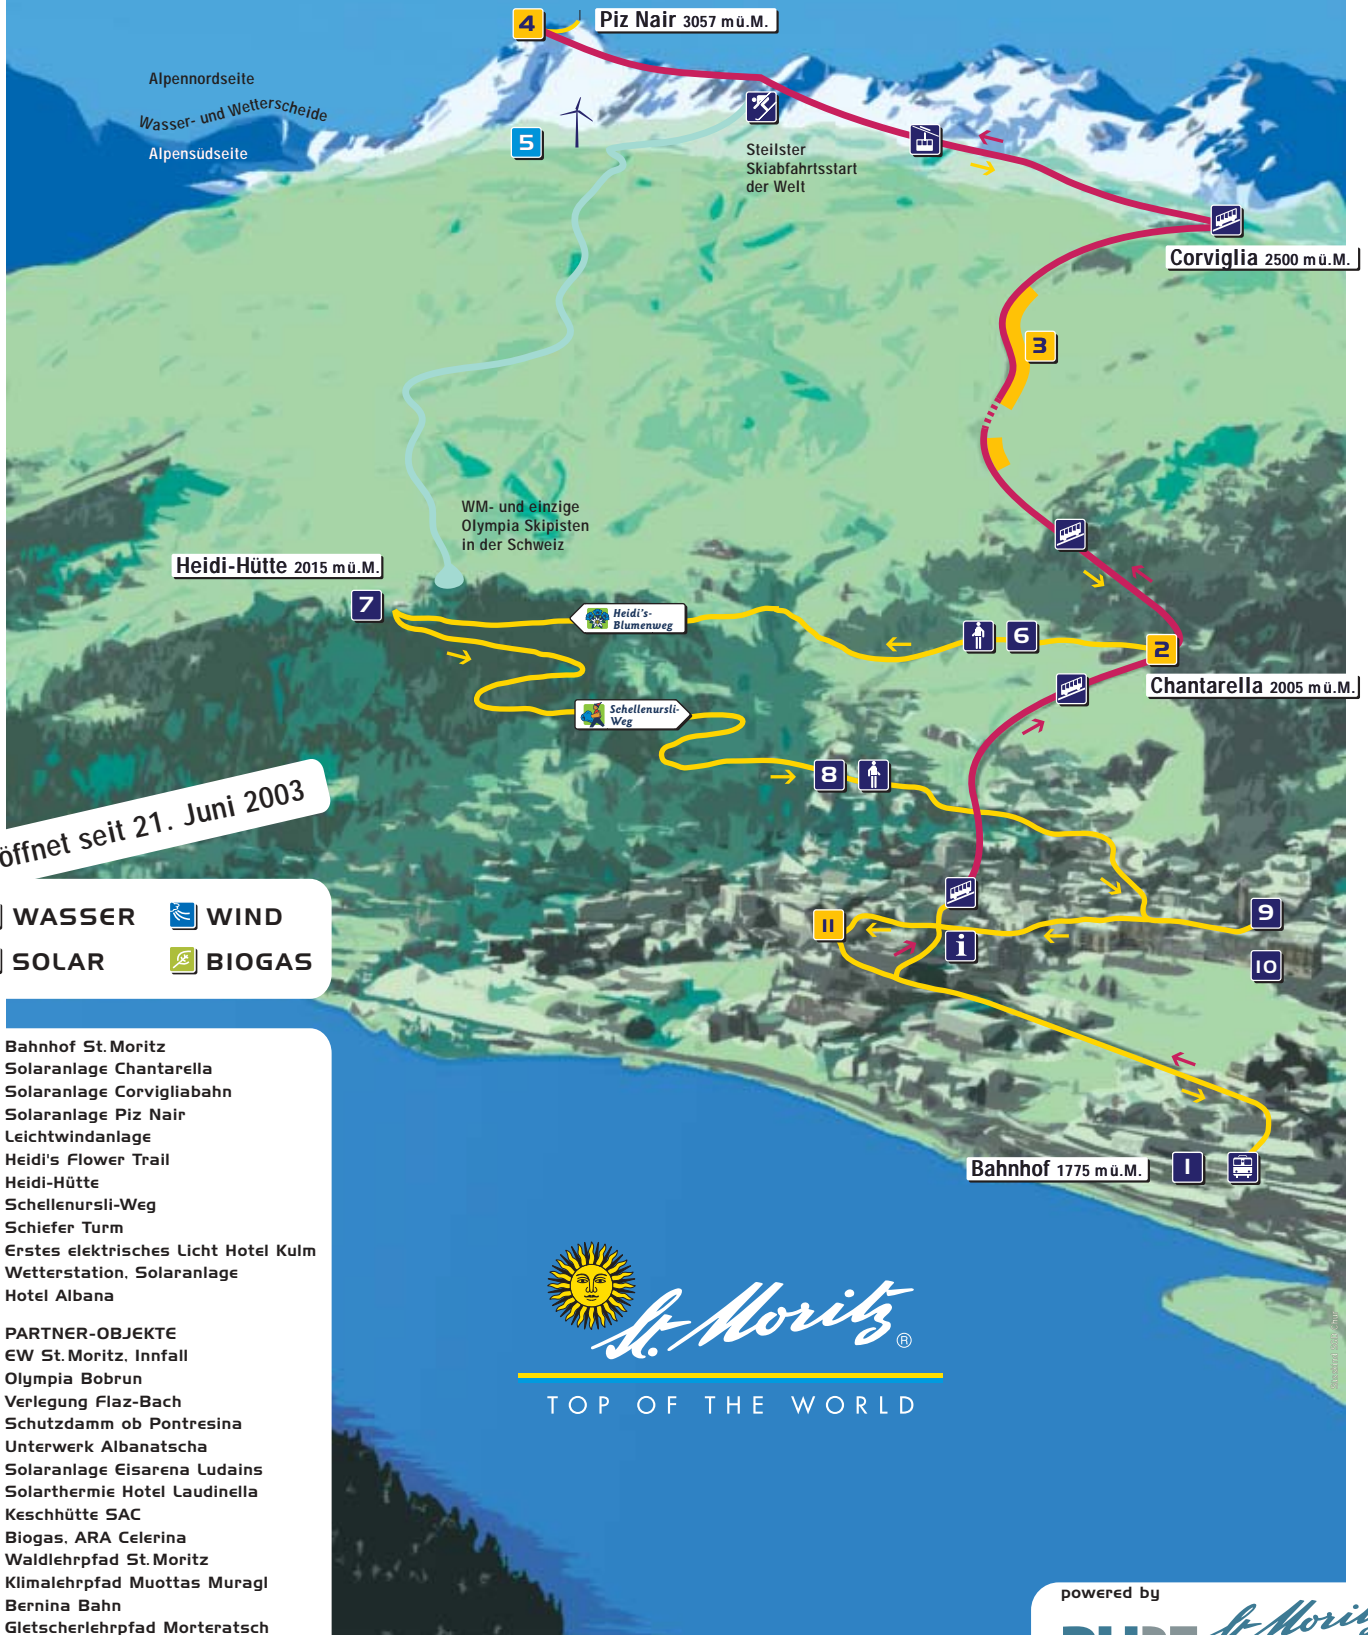 4
Piz Nair 3057 mü.M.
Alpennordseite
Wasser- und Wetterscheide
Alpensüdseite
5
Steilster
Skiabfahrtsstart
der Welt
Corviglia 2500 mü.M.
3
WM- und einzige
Olympia Skipisten
in der Schweiz
Heidi-Hütte 2015 mü.M.
7
Heidi's-
Blumenweg
6
2
Chantarella 2005 mü.M.
Schellenursli-
Weg
8
öffnet seit 21. Juni 2003
WASSER WIND
SOLAR BIOGAS
11
i
9
10
Bahnhof 1775 mü.M.
1
Bahnhof St. Moritz
Solaranlage Chantarella
Solaranlage Corvigliabahn
Solaranlage Piz Nair
Leichtwindanlage
Heidi's Flower Trail
Heidi-Hütte
Schellenursli-Weg
Schiefer Turm
Erstes elektrisches Licht Hotel Kulm
Wetterstation, Solaranlage
Hotel Albana
PARTNER-OBJEKTE
EW St. Moritz, Innfall
Olympia Bobrun
Verlegung Flaz-Bach
Schutzdamm ob Pontresina
Unterwerk Albanatscha
Solaranlage Eisarena Ludains
Solarthermie Hotel Laudinella
Keschhütte SAC
Biogas, ARA Celerina
Waldlehrpfad St. Moritz
Klimalehrpfad Muottas Muragl
Bernina Bahn
Gletscherlehrpfad Morteratsch
St. Moritz ®
TOP OF THE WORLD
powered by
PURE St. Moritz